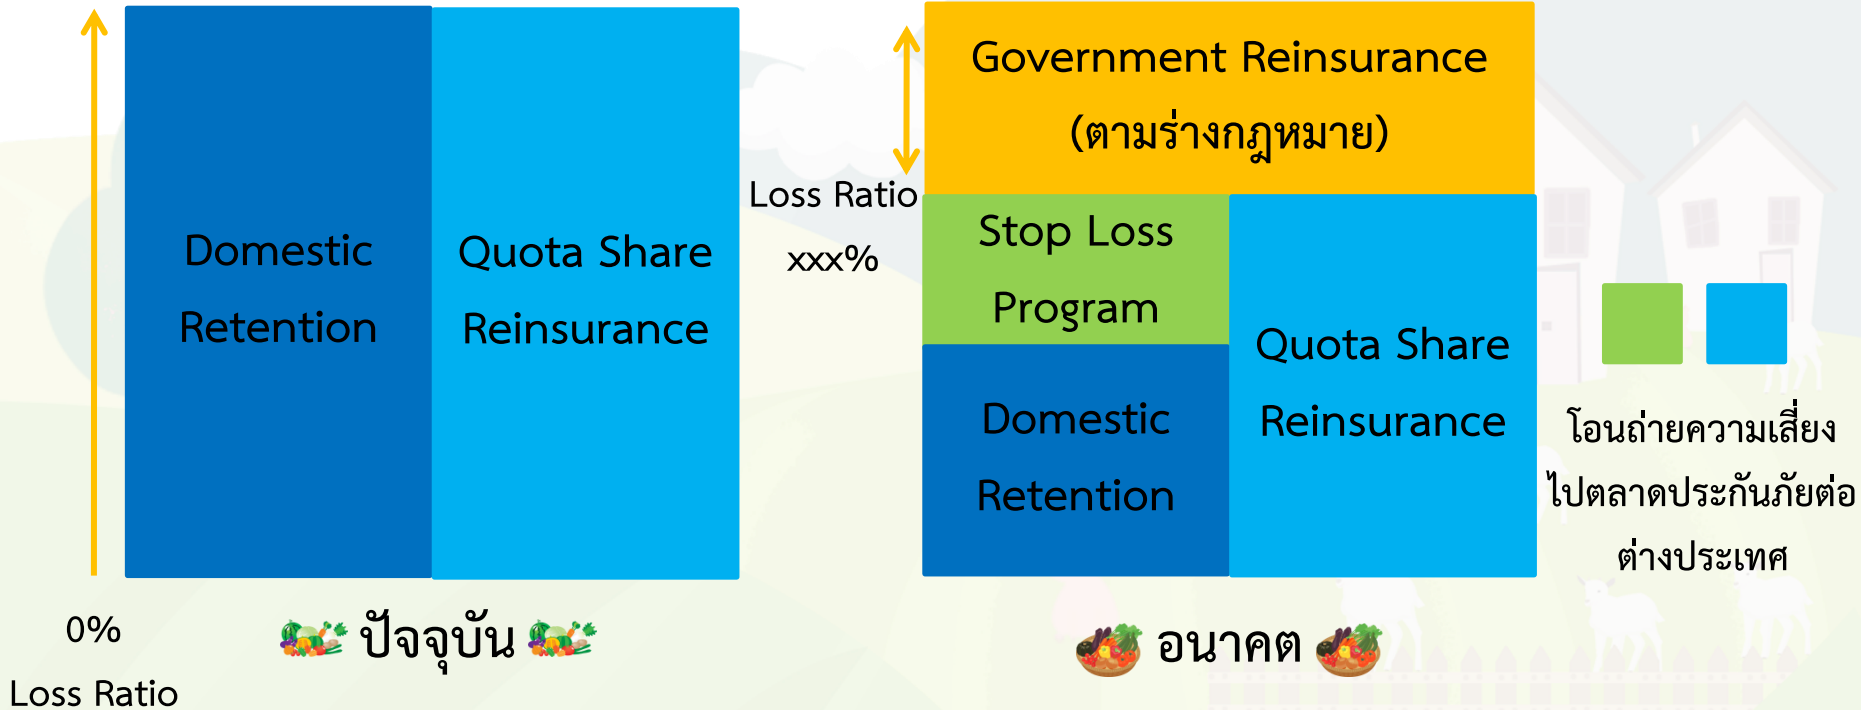 Domestic
Retention
Quota Share
Reinsurance
0%
Loss Ratio
ปัจจุบัน
Government Reinsurance
(ตามร่างกฎหมาย)
Loss Ratio
xxx%
Stop Loss
Program
Domestic
Retention
Quota Share
Reinsurance
อนาคต
โอนถ่ายความเสี่ยง
ไปตลาดประกันภัยต่อ
ต่างประเทศ